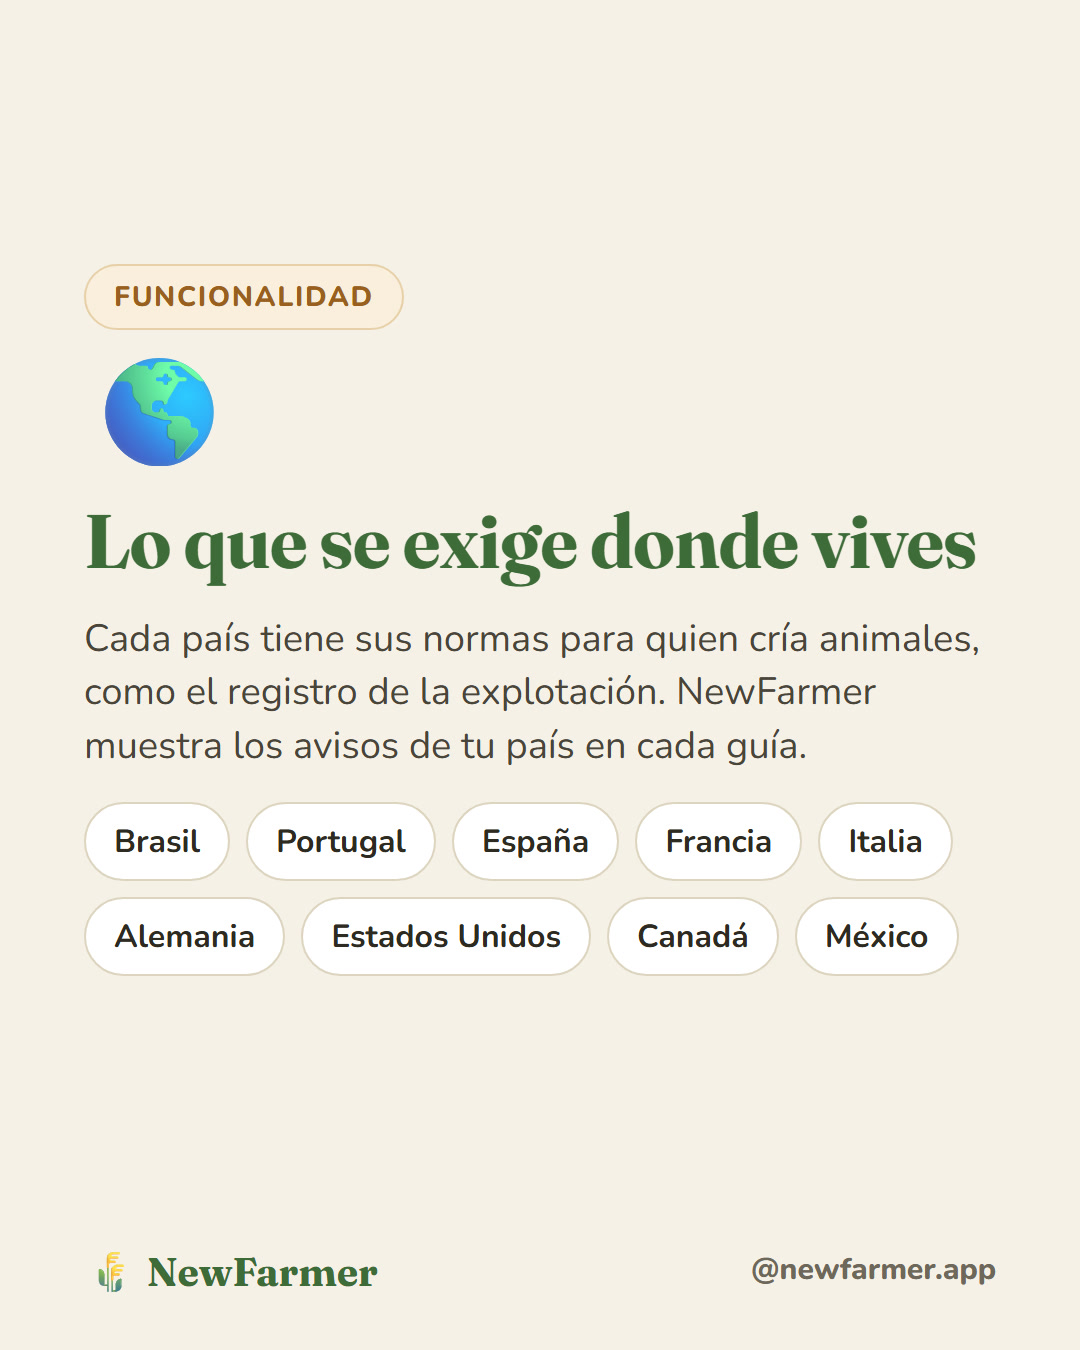 FUNCIONALIDAD
Lo que se exige donde vives
Cada país tiene sus normas para quien cría animales,
como el registro de la explotación. NewFarmer
muestra los avisos de tu país en cada guía.
Brasil Portugal España Francia Italia
Alemania Estados Unidos Canadá México
NewFarmer @newfarmer.app